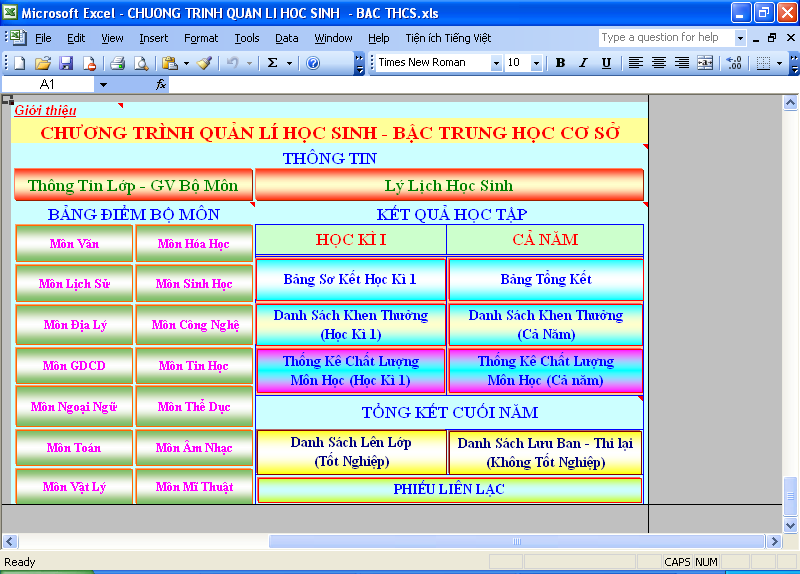 Microsoft Excel - CHUONG TRINH QUAN LI HOC SINH - BAC THCS.xls
File Edit View Insert Format Tools Data Window Help Tiện ích Tiếng Việt Type a question for help
Times New Roman 10 B I U
A1 fx
Giới thiệu
CHƯƠNG TRÌNH QUẢN LÍ HỌC SINH - BẬC TRUNG HỌC CƠ SỞ
THÔNG TIN
Thông Tin Lớp - GV Bộ Môn
Lý Lịch Học Sinh
BẢNG ĐIỂM BỘ MÔN
Môn Văn
Môn Hóa Học
Môn Lịch Sử
Môn Sinh Học
Môn Địa Lý
Môn Công Nghệ
Môn GDCD
Môn Tin Học
Môn Ngoại Ngữ
Môn Thể Dục
Môn Toán
Môn Âm Nhạc
Môn Vật Lý
Môn Mĩ Thuật
KẾT QUẢ HỌC TẬP
HỌC KÌ I
CẢ NĂM
Bảng Sơ Kết Học Kì 1
Bảng Tổng Kết
Danh Sách Khen Thưởng
(Học Kì 1)
Danh Sách Khen Thưởng
(Cả Năm)
Thống Kê Chất Lượng
Môn Học (Học Kì 1)
Thống Kê Chất Lượng
Môn Học (Cả năm)
TỔNG KẾT CUỐI NĂM
Danh Sách Lên Lớp
(Tốt Nghiệp)
Danh Sách Lưu Ban - Thi lại
(Không Tốt Nghiệp)
PHIẾU LIÊN LẠC
Ready
CAPS NUM